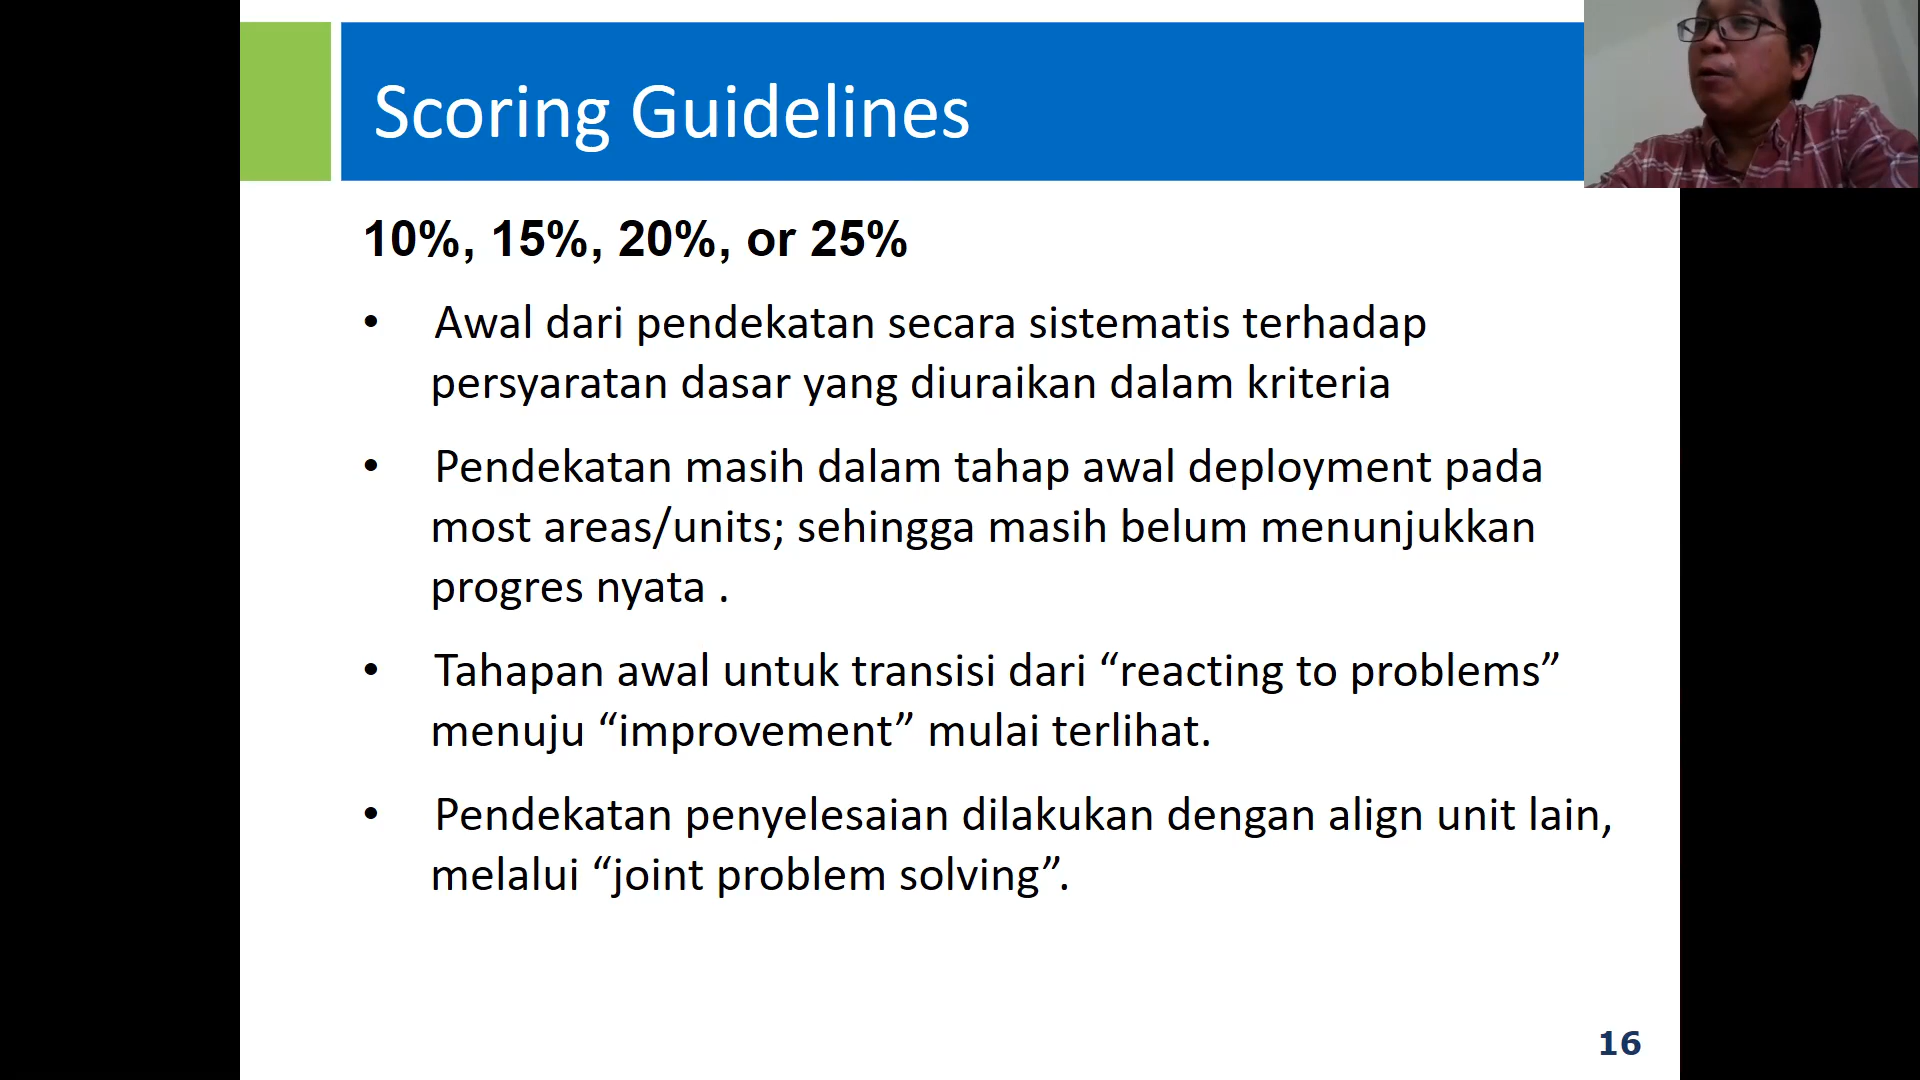 Scoring Guidelines
10%, 15%, 20%, or 25%
• Awal dari pendekatan secara sistematis terhadap
persyaratan dasar yang diuraikan dalam kriteria
• Pendekatan masih dalam tahap awal deployment pada
most areas/units; sehingga masih belum menunjukkan
progres nyata .
• Tahapan awal untuk transisi dari “reacting to problems”
menuju “improvement” mulai terlihat.
• Pendekatan penyelesaian dilakukan dengan align unit lain,
melalui “joint problem solving”.
16